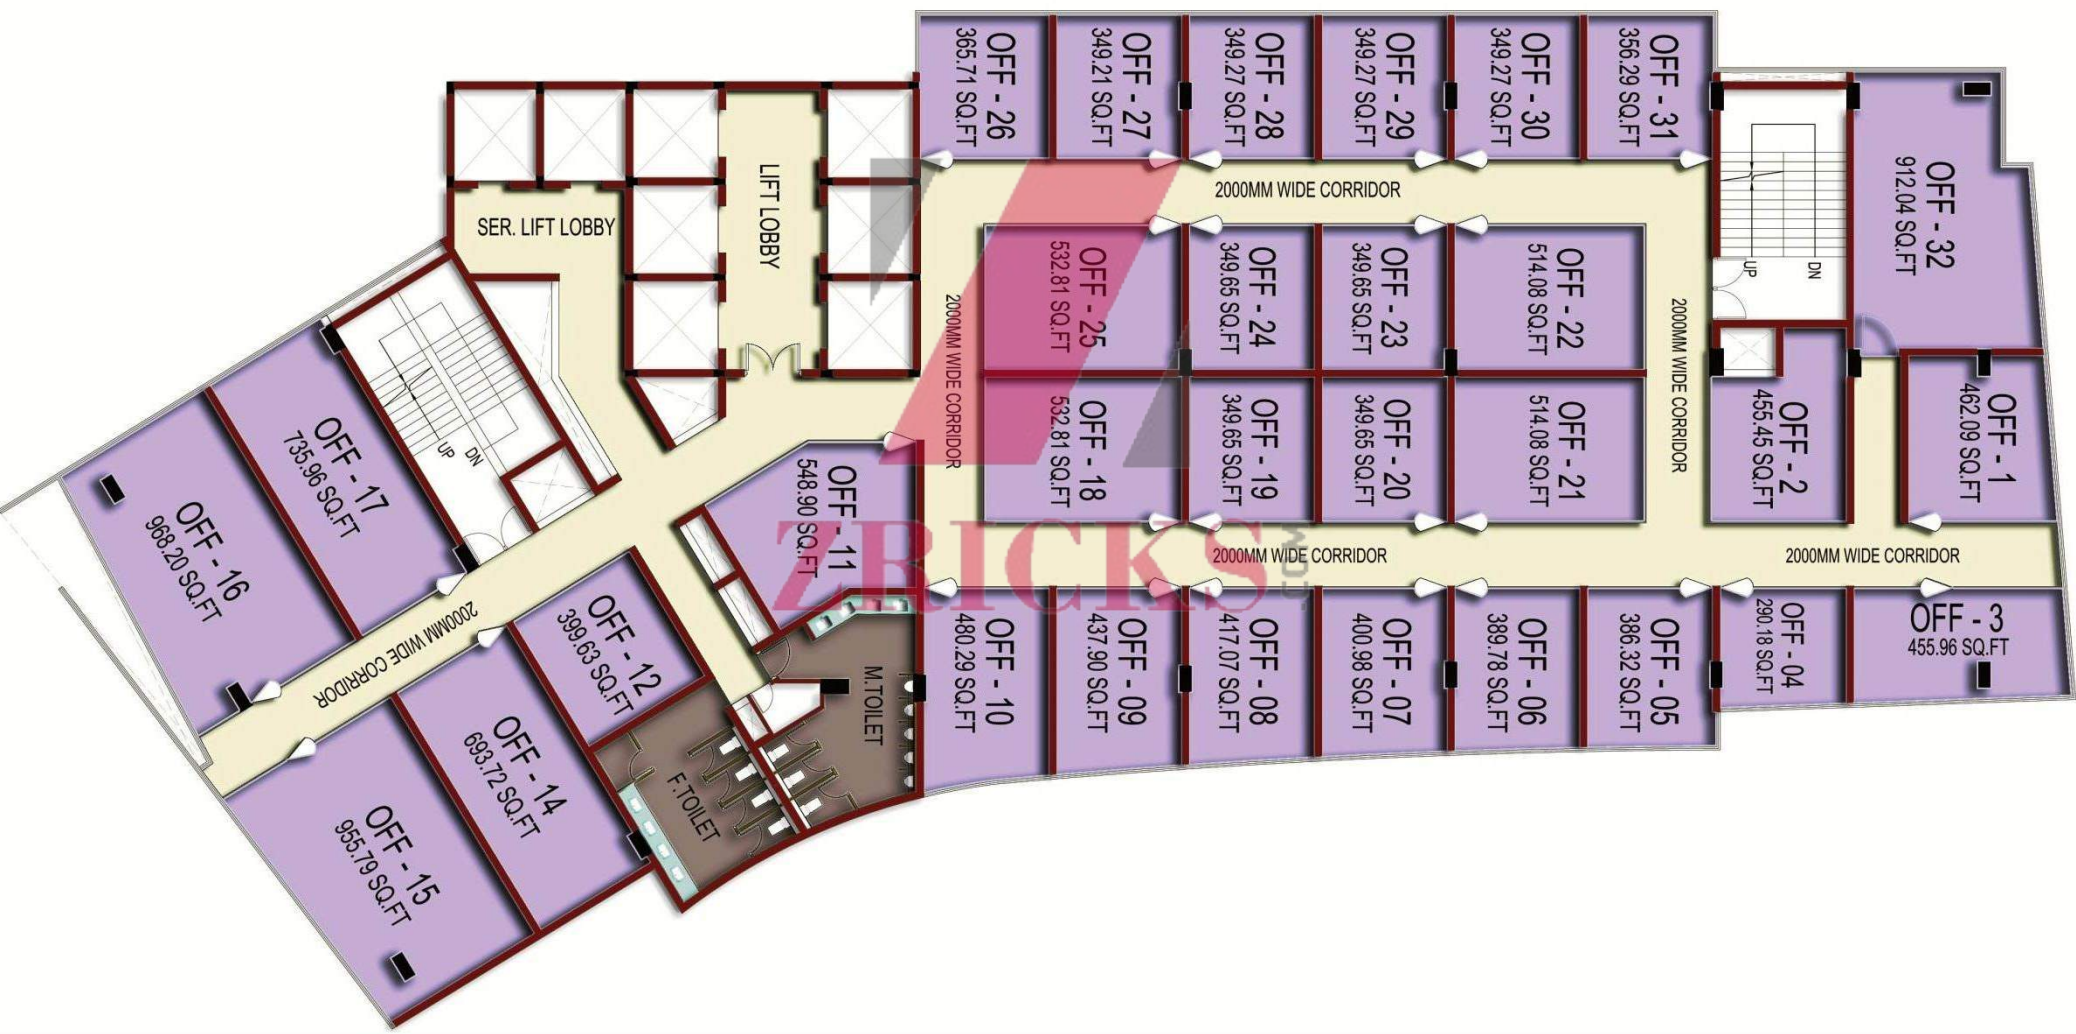 OFF - 26
365.71 SQ.FT
OFF - 27
349.21 SQ.FT
OFF - 28
349.27 SQ.FT
OFF - 29
349.27 SQ.FT
OFF - 30
349.27 SQ.FT
OFF - 31
356.29 SQ.FT
OFF - 32
912.04 SQ.FT
LIFT LOBBY
SER. LIFT LOBBY
2000MM WIDE CORRIDOR
UP
DN
OFF - 25
532.81 SQ.FT
OFF - 24
349.65 SQ.FT
OFF - 23
349.65 SQ.FT
OFF - 22
514.08 SQ.FT
2000MM WIDE CORRIDOR
2000MM WIDE CORRIDOR
OFF - 18
532.81 SQ.FT
OFF - 19
349.65 SQ.FT
OFF - 20
349.65 SQ.FT
OFF - 21
514.08 SQ.FT
OFF - 2
455.45 SQ.FT
OFF - 1
462.09 SQ.FT
OFF - 17
735.96 SQ.FT
UP
DN
OFF - 16
968.20 SQ.FT
OFF - 11
548.90 SQ.FT
ZRICKS
.COM
2000MM WIDE CORRIDOR
2000MM WIDE CORRIDOR
2000MM WIDE CORRIDOR
OFF - 12
399.63 SQ.FT
OFF - 14
693.72 SQ.FT
OFF - 15
955.79 SQ.FT
F.TOILET
M.TOILET
OFF - 10
480.29 SQ.FT
OFF - 09
437.90 SQ.FT
OFF - 08
417.07 SQ.FT
OFF - 07
400.98 SQ.FT
OFF - 06
389.78 SQ.FT
OFF - 05
386.32 SQ.FT
OFF - 04
290.18 SQ.FT
OFF - 3
455.96 SQ.FT